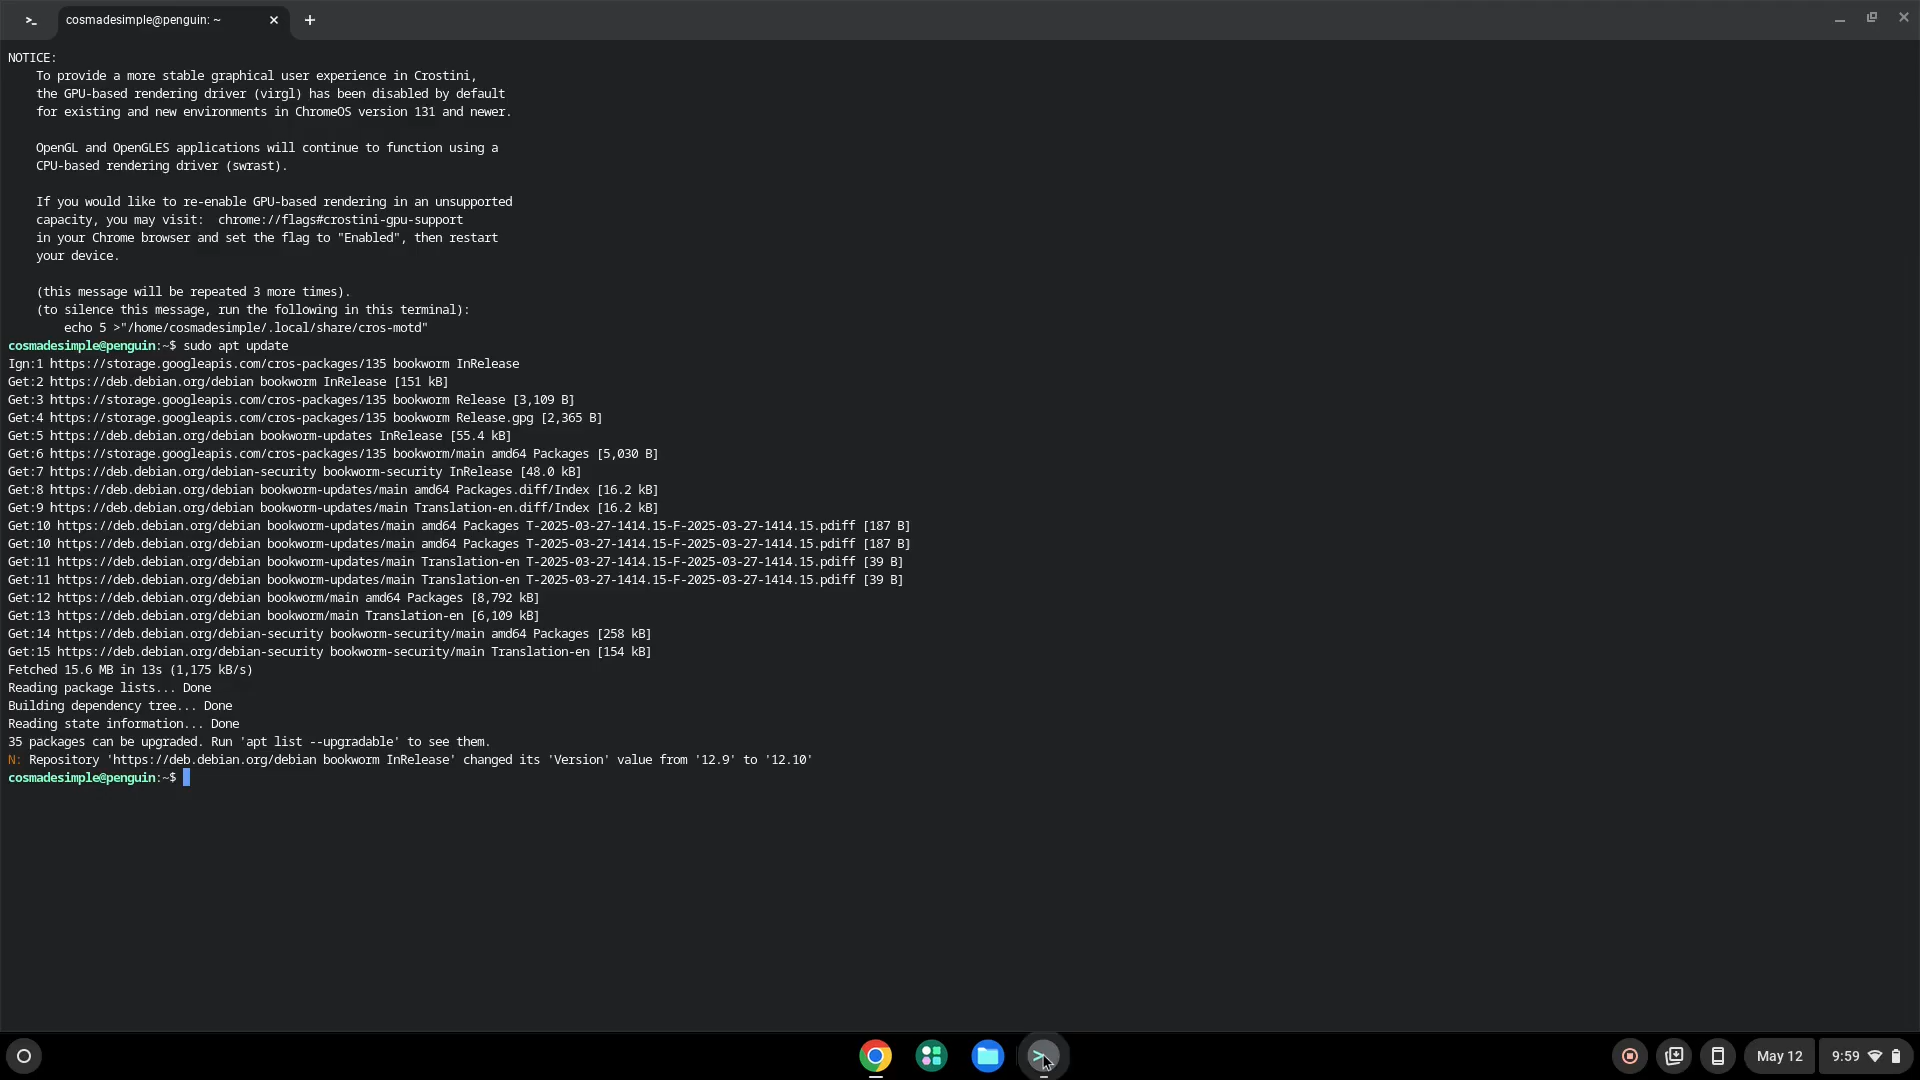 cosmadesimple@penguin: ~
NOTICE:
To provide a more stable graphical user experience in Crostini,
the GPU-based rendering driver (virgl) has been disabled by default
for existing and new environments in ChromeOS version 131 and newer.
OpenGL and OpenGLES applications will continue to function using a
CPU-based rendering driver (swrast).
If you would like to re-enable GPU-based rendering in an unsupported
capacity, you may visit:  chrome://flags#crostini-gpu-support
in your Chrome browser and set the flag to "Enabled", then restart
your device.
(this message will be repeated 3 more times).
(to silence this message, run the following in this terminal):
echo 5 >"/home/cosmadesimple/.local/share/cros-motd"
cosmadesimple@penguin:~$ sudo apt update
Ign:1 https://storage.googleapis.com/cros-packages/135 bookworm InRelease
Get:2 https://deb.debian.org/debian bookworm InRelease [151 kB]
Get:3 https://storage.googleapis.com/cros-packages/135 bookworm Release [3,109 B]
Get:4 https://storage.googleapis.com/cros-packages/135 bookworm Release.gpg [2,365 B]
Get:5 https://deb.debian.org/debian bookworm-updates InRelease [55.4 kB]
Get:6 https://storage.googleapis.com/cros-packages/135 bookworm/main amd64 Packages [5,030 B]
Get:7 https://deb.debian.org/debian-security bookworm-security InRelease [48.0 kB]
Get:8 https://deb.debian.org/debian bookworm-updates/main amd64 Packages.diff/Index [16.2 kB]
Get:9 https://deb.debian.org/debian bookworm-updates/main Translation-en.diff/Index [16.2 kB]
Get:10 https://deb.debian.org/debian bookworm-updates/main amd64 Packages T-2025-03-27-1414.15-F-2025-03-27-1414.15.pdiff [187 B]
Get:10 https://deb.debian.org/debian bookworm-updates/main amd64 Packages T-2025-03-27-1414.15-F-2025-03-27-1414.15.pdiff [187 B]
Get:11 https://deb.debian.org/debian bookworm-updates/main Translation-en T-2025-03-27-1414.15-F-2025-03-27-1414.15.pdiff [39 B]
Get:11 https://deb.debian.org/debian bookworm-updates/main Translation-en T-2025-03-27-1414.15-F-2025-03-27-1414.15.pdiff [39 B]
Get:12 https://deb.debian.org/debian bookworm/main amd64 Packages [8,792 kB]
Get:13 https://deb.debian.org/debian bookworm/main Translation-en [6,109 kB]
Get:14 https://deb.debian.org/debian-security bookworm-security/main amd64 Packages [258 kB]
Get:15 https://deb.debian.org/debian-security bookworm-security/main Translation-en [154 kB]
Fetched 15.6 MB in 13s (1,175 kB/s)
Reading package lists... Done
Building dependency tree... Done
Reading state information... Done
35 packages can be upgraded. Run 'apt list --upgradable' to see them.
N: Repository 'https://deb.debian.org/debian bookworm InRelease' changed its 'Version' value from '12.9' to '12.10'
cosmadesimple@penguin:~$
May 12
9:59